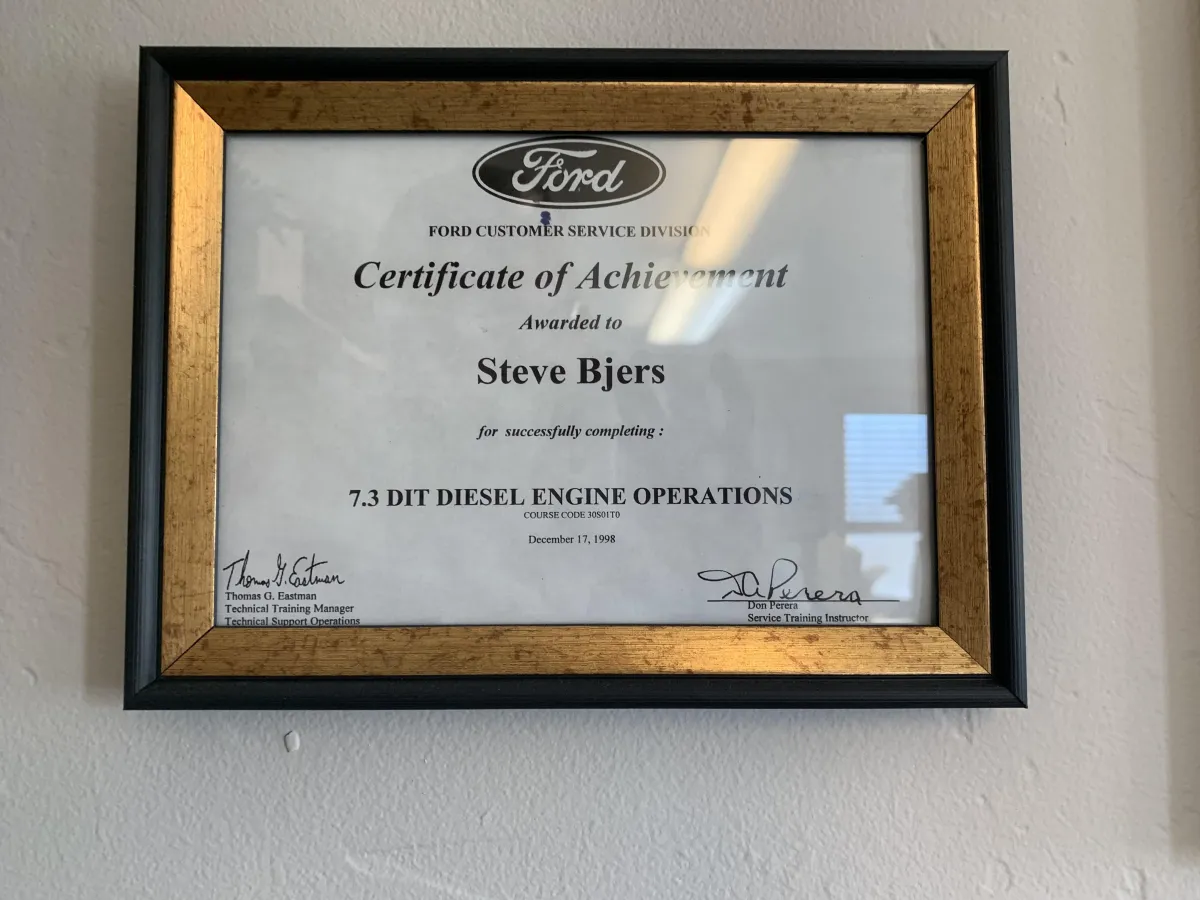 Ford
FORD CUSTOMER SERVICE DIVISION
Certificate of Achievement
Awarded to
Steve Bjers
for successfully completing :
7.3 DIT DIESEL ENGINE OPERATIONS
COURSE CODE 30S01T0
December 17, 1998
Thomas G. Eastman
Thomas G. Eastman
Technical Training Manager
Technical Support Operations
D A Perera
Don Perera
Service Training Instructor